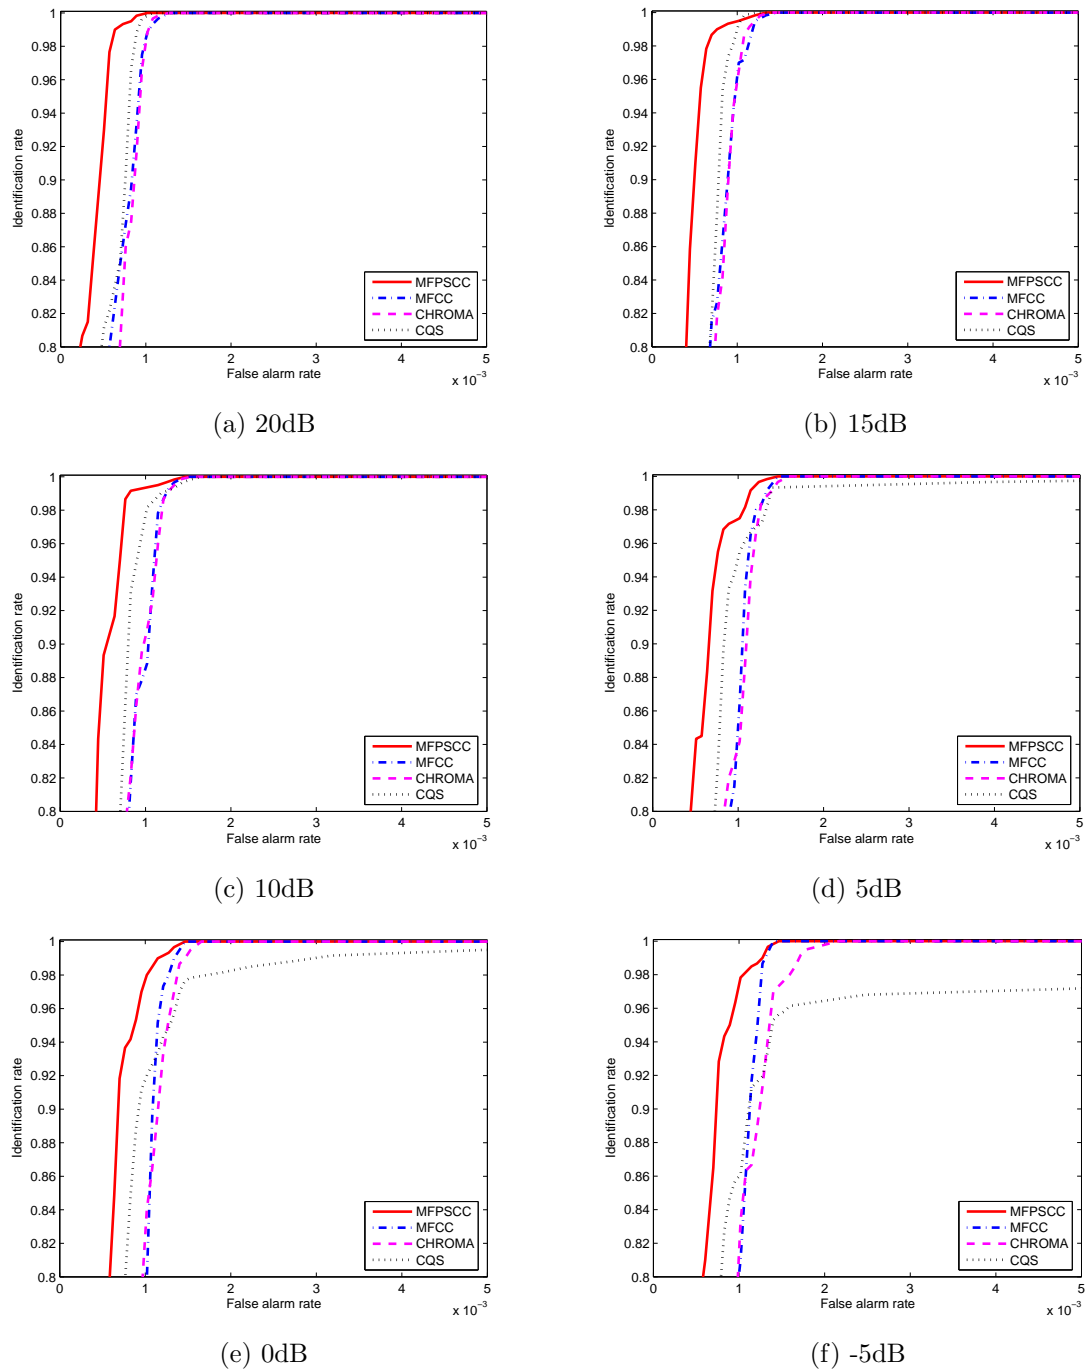 1
0.98
0.96
0.94
0.92
0.9
0.88
0.86
0.84
0.82
0.8
Identification rate
MFPSCC
MFCC
CHROMA
CQS
0 1 2 3 4 5
False alarm rate
x 10⁻³
(a) 20dB
1
0.98
0.96
0.94
0.92
0.9
0.88
0.86
0.84
0.82
0.8
Identification rate
MFPSCC
MFCC
CHROMA
CQS
0 1 2 3 4 5
False alarm rate
x 10⁻³
(b) 15dB
1
0.98
0.96
0.94
0.92
0.9
0.88
0.86
0.84
0.82
0.8
Identification rate
MFPSCC
MFCC
CHROMA
CQS
0 1 2 3 4 5
False alarm rate
x 10⁻³
(c) 10dB
1
0.98
0.96
0.94
0.92
0.9
0.88
0.86
0.84
0.82
0.8
Identification rate
MFPSCC
MFCC
CHROMA
CQS
0 1 2 3 4 5
False alarm rate
x 10⁻³
(d) 5dB
1
0.98
0.96
0.94
0.92
0.9
0.88
0.86
0.84
0.82
0.8
Identification rate
MFPSCC
MFCC
CHROMA
CQS
0 1 2 3 4 5
False alarm rate
x 10⁻³
(e) 0dB
1
0.98
0.96
0.94
0.92
0.9
0.88
0.86
0.84
0.82
0.8
Identification rate
MFPSCC
MFCC
CHROMA
CQS
0 1 2 3 4 5
False alarm rate
x 10⁻³
(f) -5dB